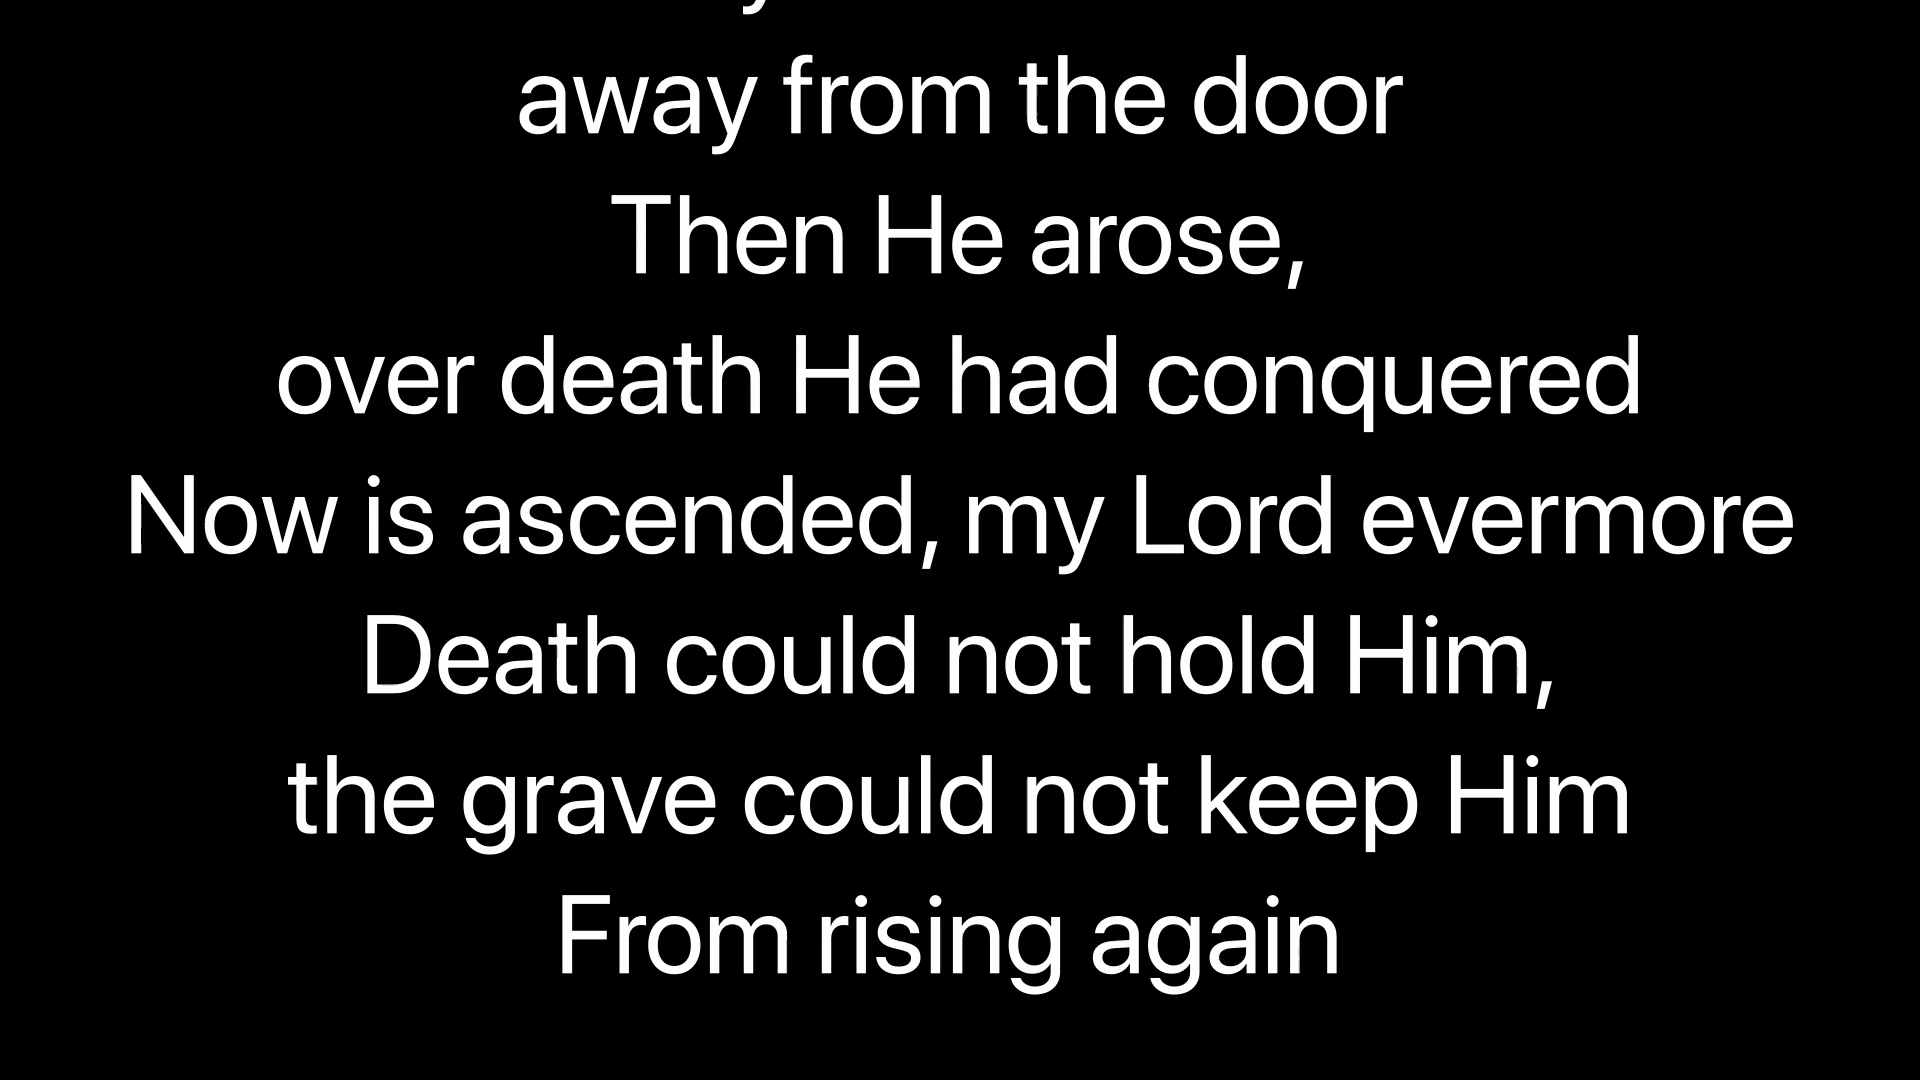 away from the door
Then He arose,
over death He had conquered
Now is ascended, my Lord evermore
Death could not hold Him,
the grave could not keep Him
From rising again